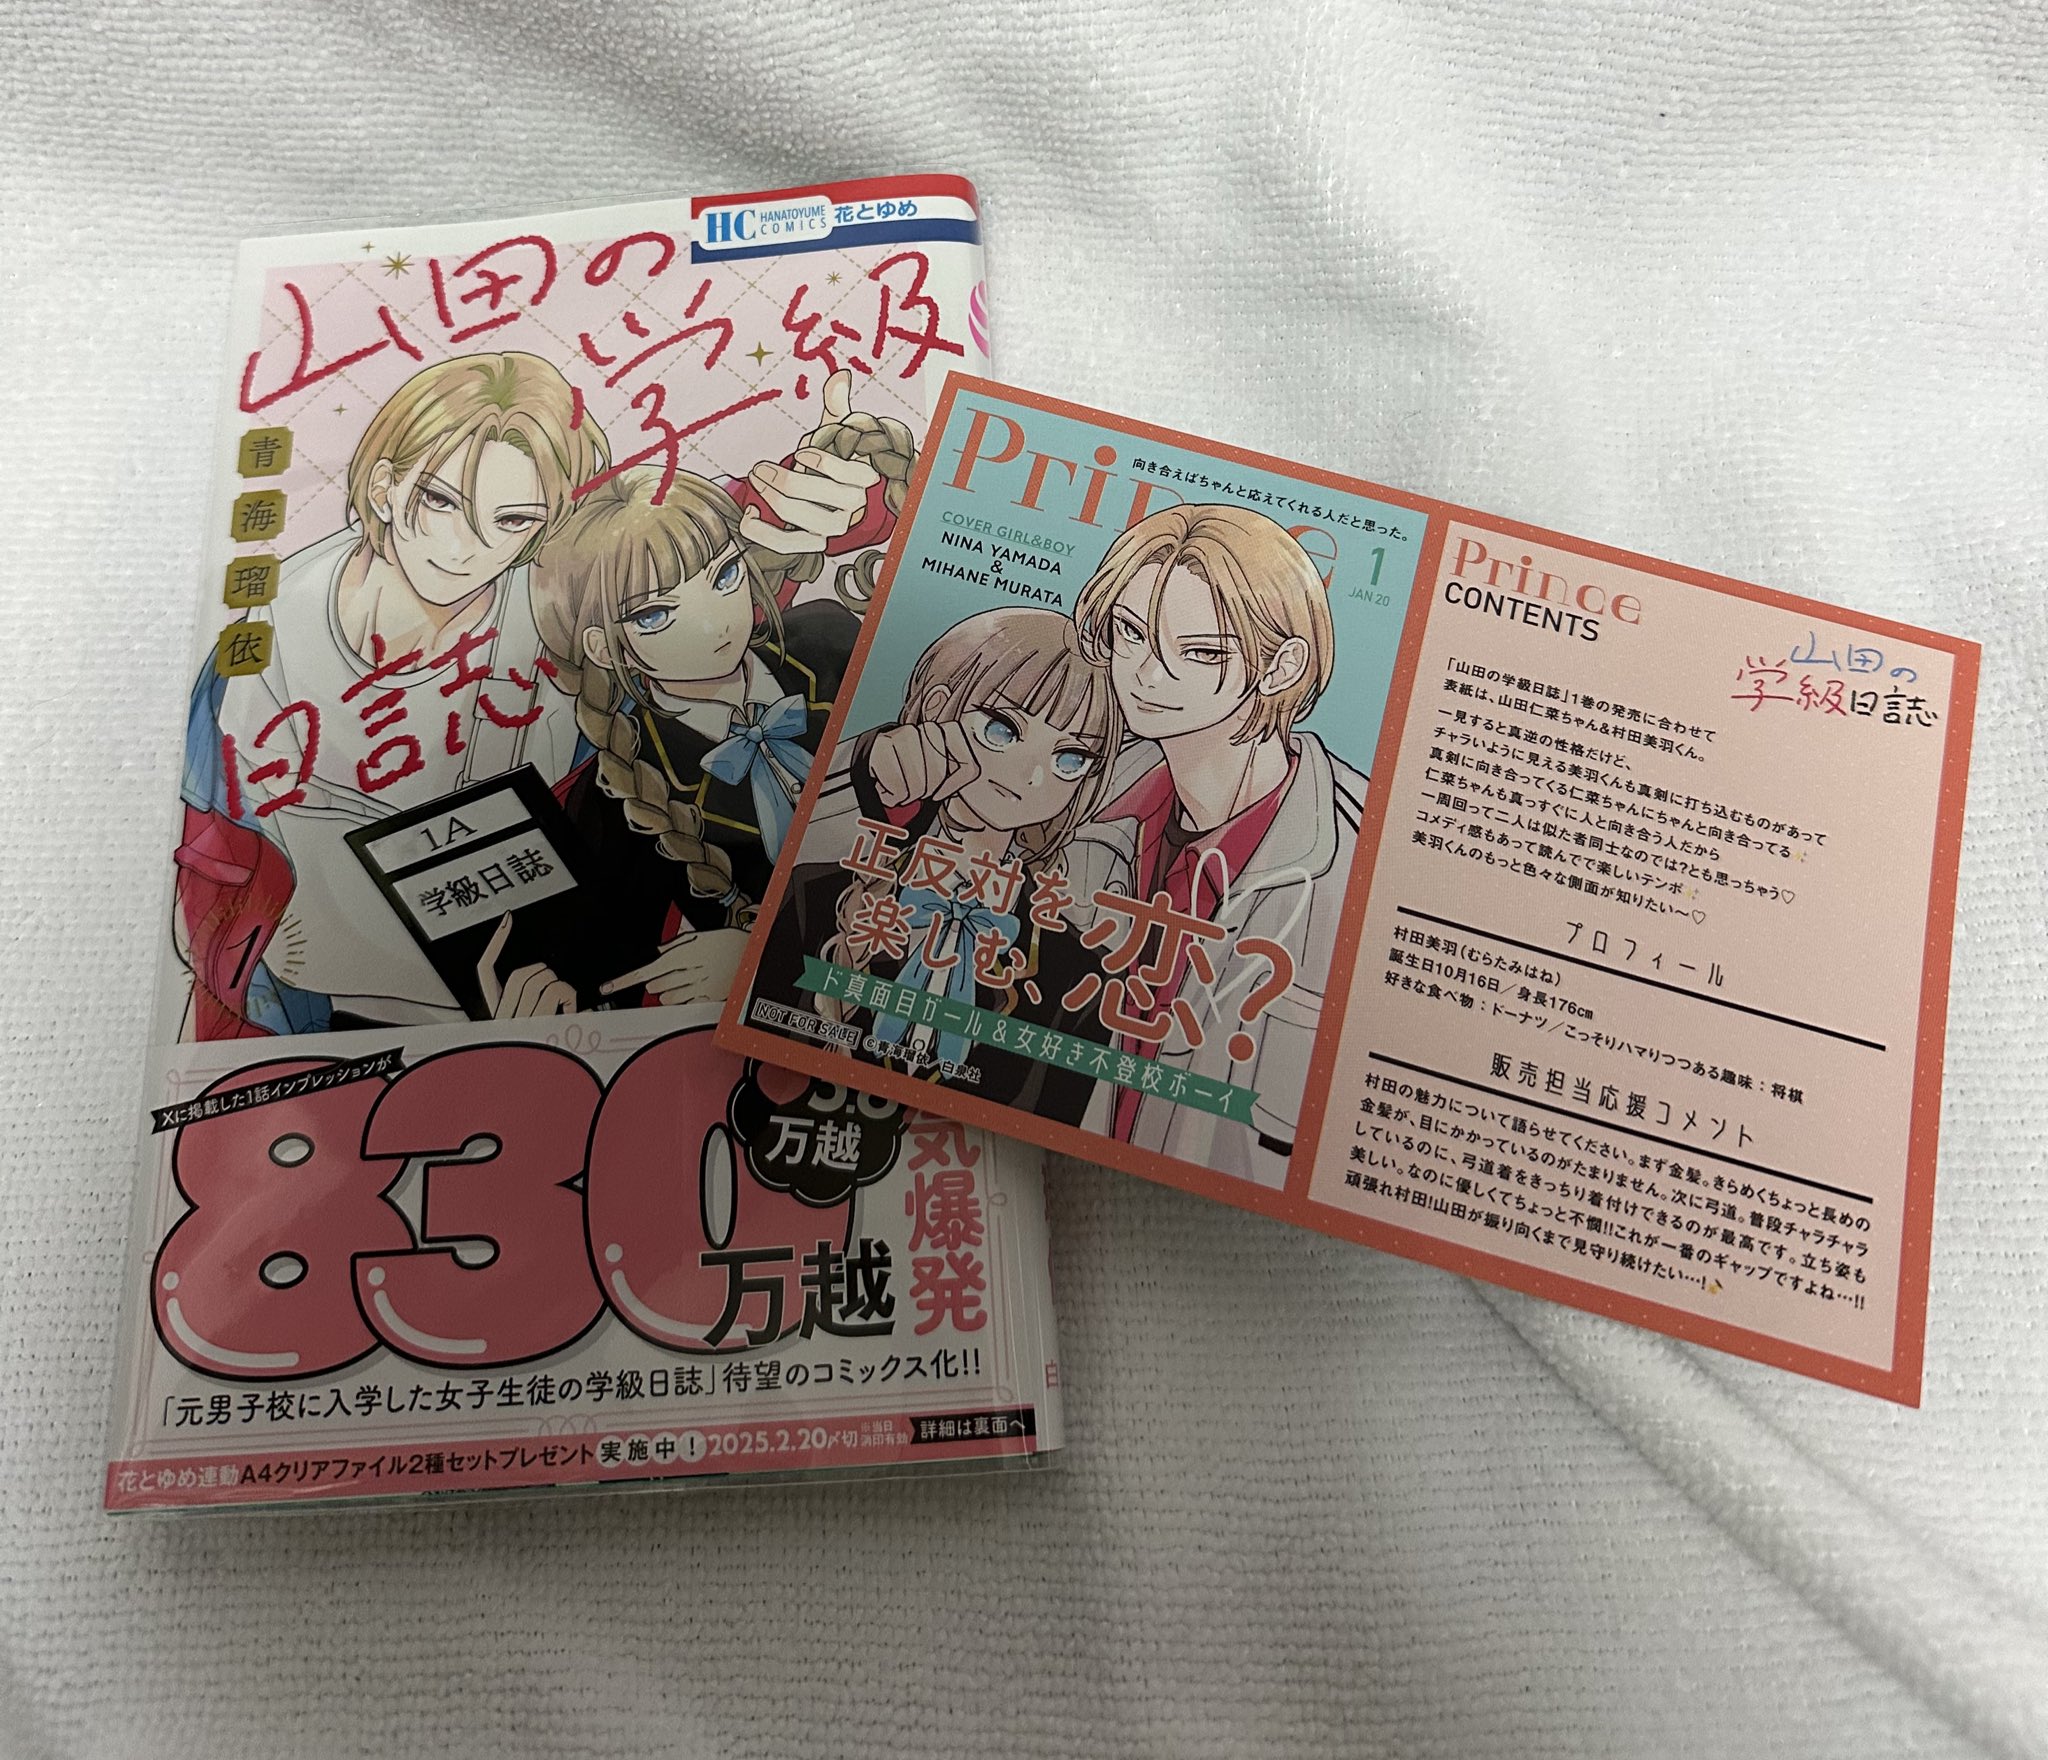 HC HANATOYUME COMICS 花とゆめ
山田の
学級
日誌
青海瑠依
1A
学級日誌
1
Xに掲載した1話インプレッションが
830
万越
万越
気爆発
「元男子校に入学した女子生徒の学級日誌」待望のコミックス化!!
花とゆめ連動A4クリアファイル2種セットプレゼント実施中!2025.2.20〆切 ※当日消印有効 詳細は裏面へ
Prince
向き合えばちゃんと応えてくれる人だと思った。
COVER GIRL&BOY
NINA YAMADA
&
MIHANE MURATA
1
JAN 20
正反対を
楽しむ、恋?
ド真面目ガール&女好き不登校ボーイ
NOT FOR SALE ©青海瑠依/白泉社
Prince
CONTENTS
山田の
学級日誌
「山田の学級日誌」1巻の発売に合わせて
表紙は、山田仁菜ちゃん&村田美羽くん。
一見すると真逆の性格だけど、
チャラいように見える美羽くんも真剣に打ち込むものがあって
真剣に向き合ってくる仁菜ちゃんにちゃんと向き合ってる✨
仁菜ちゃんも真っすぐに人と向き合う人だから
一周回って二人は似た者同士なのでは?とも思っちゃう♡
コメディ感もあって読んでで楽しいテンポ✨
美羽くんのもっと色々な側面が知りたい〜♡
プロフィール
村田美羽(むらたみはね)
誕生日10月16日/身長176cm
好きな食べ物:ドーナツ/こっそりハマりつつある趣味:将棋
販売担当応援コメント
村田の魅力について語らせてください。まず金髪。きらめくちょっと長めの
金髪が、目にかかっているのがたまりません。次に弓道。普段チャラチャラ
しているのに、弓道着をきっちり着付けできるのが最高です。立ち姿も
美しい。なのに優しくてちょっと不憫!!これが一番のギャップですよね…!!
頑張れ村田!山田が振り向くまで見守り続けたい…!